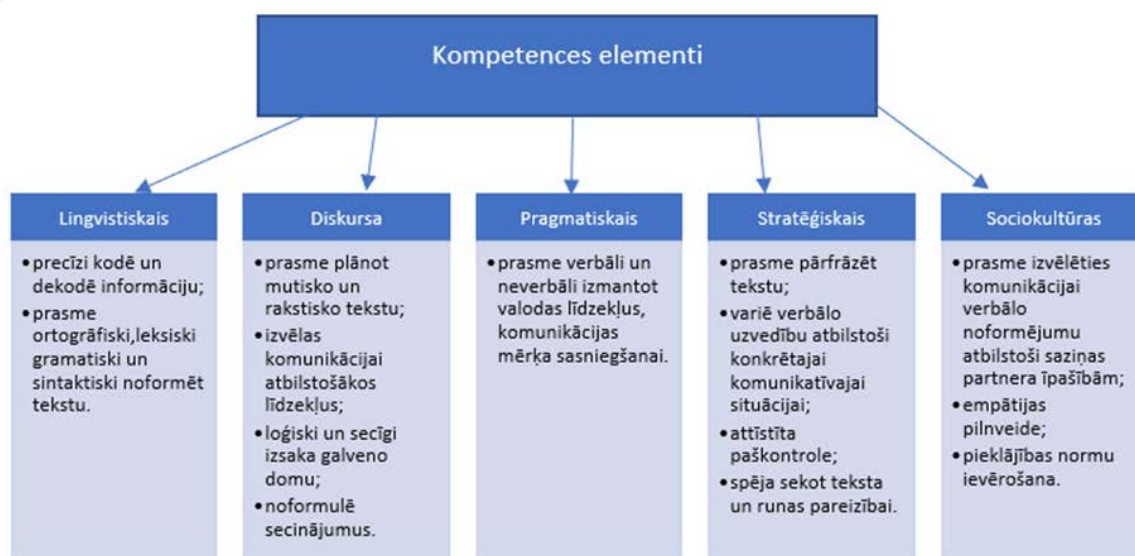 Kompetences elementi
Lingvistiskais
•precīzi kodē un
dekodē informāciju;
•prasme
ortogrāfiski,leksiski
gramatiski un
sintaktiski noformēt
tekstu.
Diskursa
•prasme plānot
mutisko un
rakstisko tekstu;
•izvēlas
komunikācijai
atbilstošākos
līdzekļus;
•loģiski un secīgi
izsaka galveno
domu;
•noformulē
secinājumus.
Pragmatiskais
•prasme verbāli un
neverbāli izmantot
valodas līdzekļus,
komunikācijas
mērķa sasniegšanai.
Stratēģiskais
•prasme pārfrāzēt
tekstu;
•variē verbālo
uzvedību atbilstoši
konkrētajai
komunikatīvajai
situācijai;
•attīstīta
paškontrole;
•spēja sekot teksta
un runas pareizībai.
Sociokultūras
•prasme izvēlēties
komunikācijai
verbālo
noformējumu
atbilstoši saziņas
partnera īpašībām;
•empātijas
pilnveide;
•pieklājības normu
ievērošana.